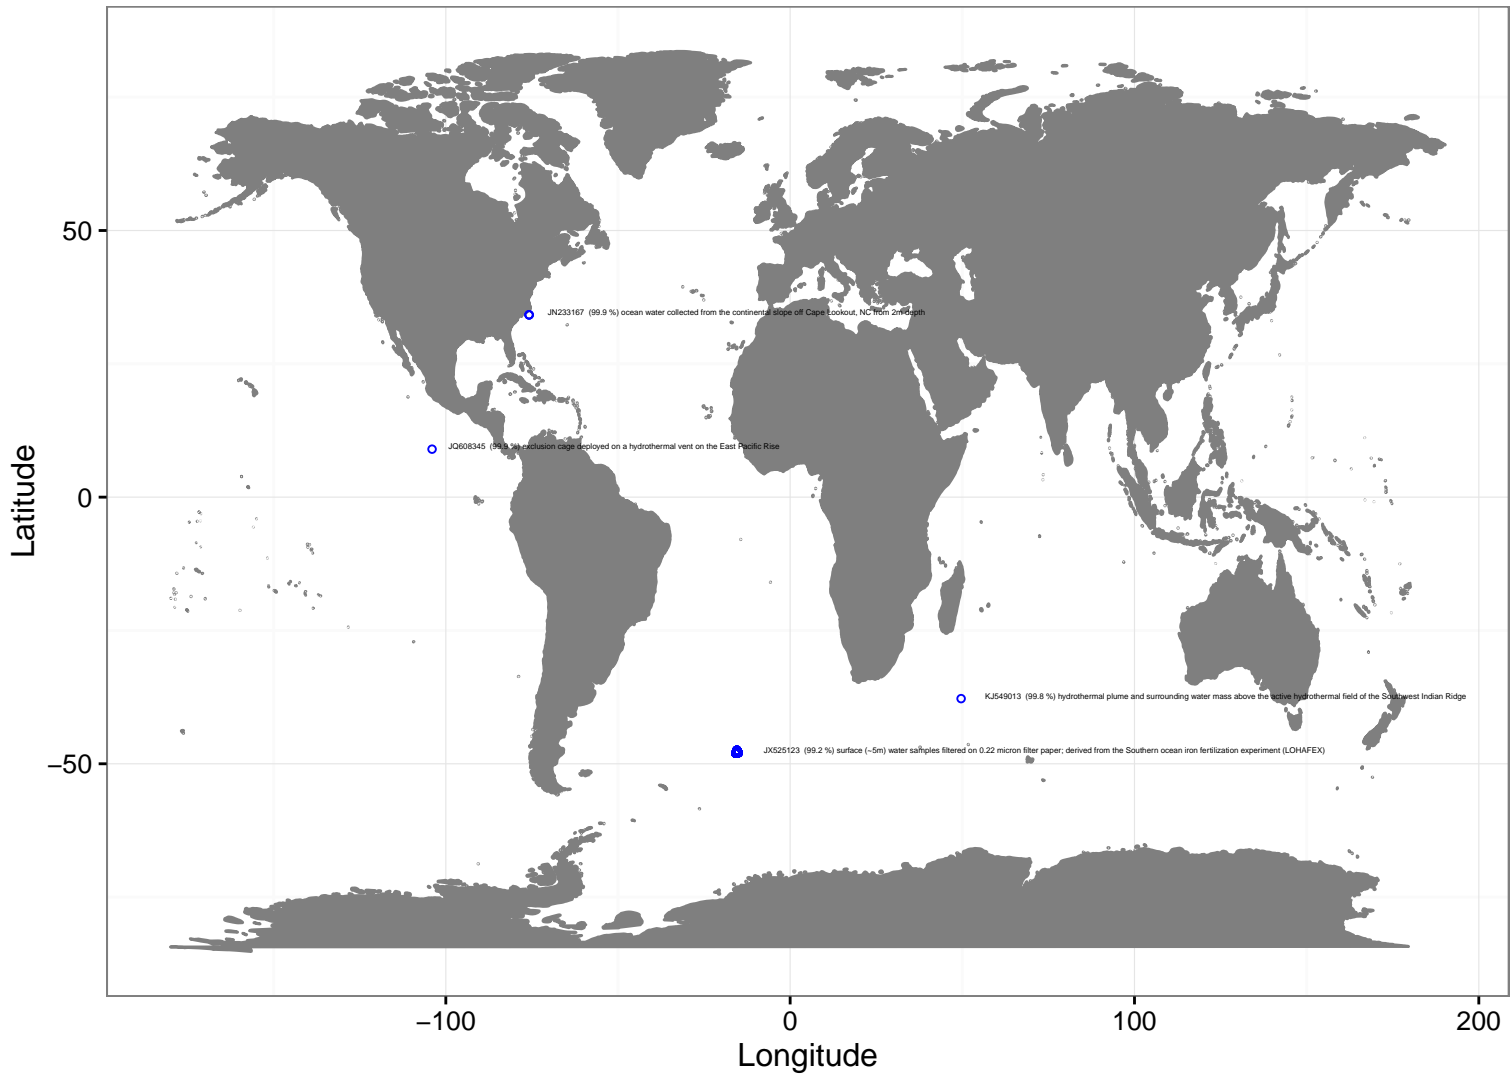 50
JN233167 (99.9 %) ocean water collected from the continental slope off Cape Lookout, NC from 2m depth
JQ608345 (99.9 %) exclusion cage deployed on a hydrothermal vent on the East Pacific Rise
0
KJ549013 (99.8 %) hydrothermal plume and surrounding water mass above the active hydrothermal field of the Southwest Indian Ridge
JX525123 (99.2 %) surface (~5m) water samples filtered on 0.22 micron filter paper; derived from the Southern ocean iron fertilization experiment (LOHAFEX)
−50
Latitude
−100
0
100
200
Longitude